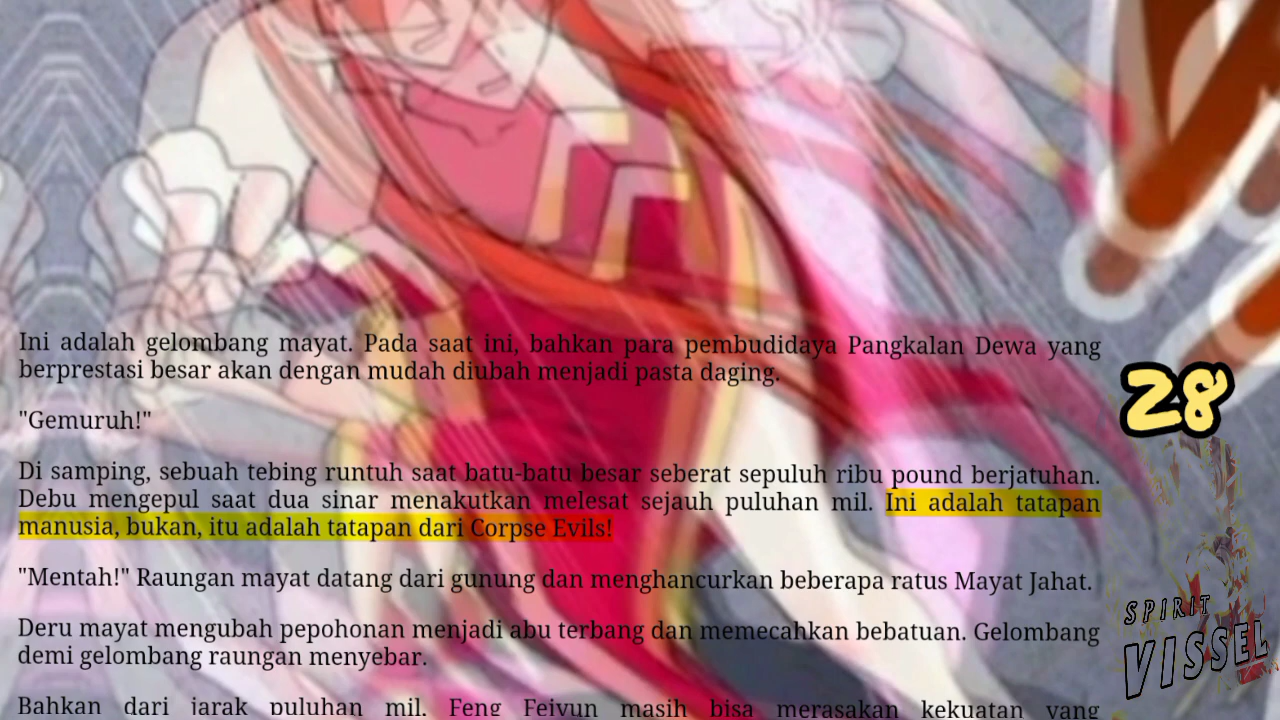 Ini adalah gelombang mayat. Pada saat ini, bahkan para pembudidaya Pangkalan Dewa yang
berprestasi besar akan dengan mudah diubah menjadi pasta daging.
"Gemuruh!"
Di samping, sebuah tebing runtuh saat batu-batu besar seberat sepuluh ribu pound berjatuhan.
Debu mengepul saat dua sinar menakutkan melesat sejauh puluhan mil. Ini adalah tatapan
manusia, bukan, itu adalah tatapan dari Corpse Evils!
"Mentah!" Raungan mayat datang dari gunung dan menghancurkan beberapa ratus Mayat Jahat.
Deru mayat mengubah pepohonan menjadi abu terbang dan memecahkan bebatuan. Gelombang
demi gelombang raungan menyebar.
Bahkan dari jarak puluhan mil, Feng Feiyun masih bisa merasakan kekuatan yang
28
SPIRIT
VISSEL